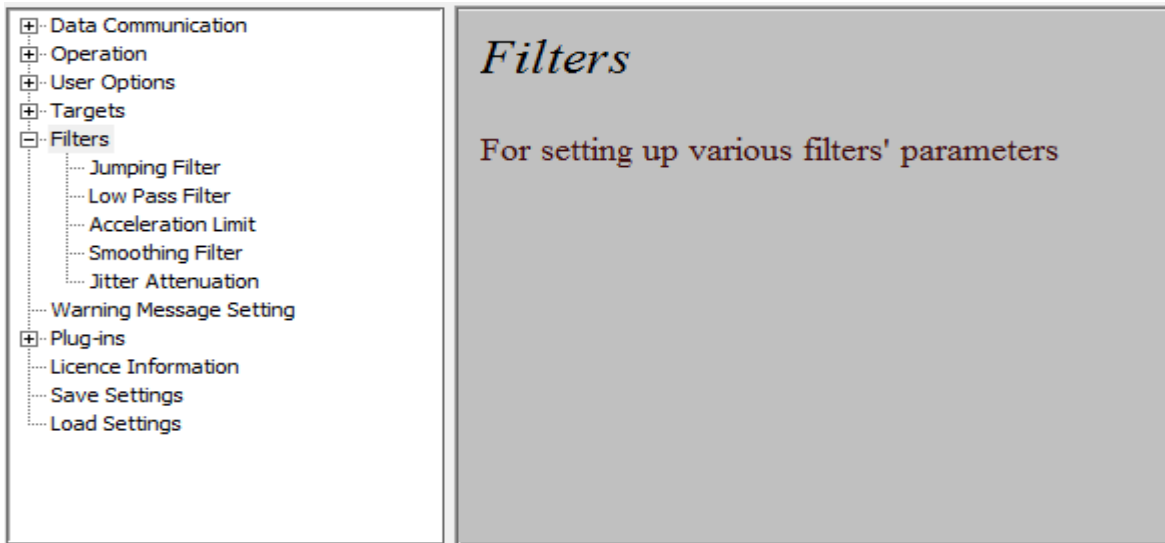 Data Communication
Operation
User Options
Targets
Filters
Jumping Filter
Low Pass Filter
Acceleration Limit
Smoothing Filter
Jitter Attenuation
Warning Message Setting
Plug-ins
Licence Information
Save Settings
Load Settings
Filters
For setting up various filters' parameters